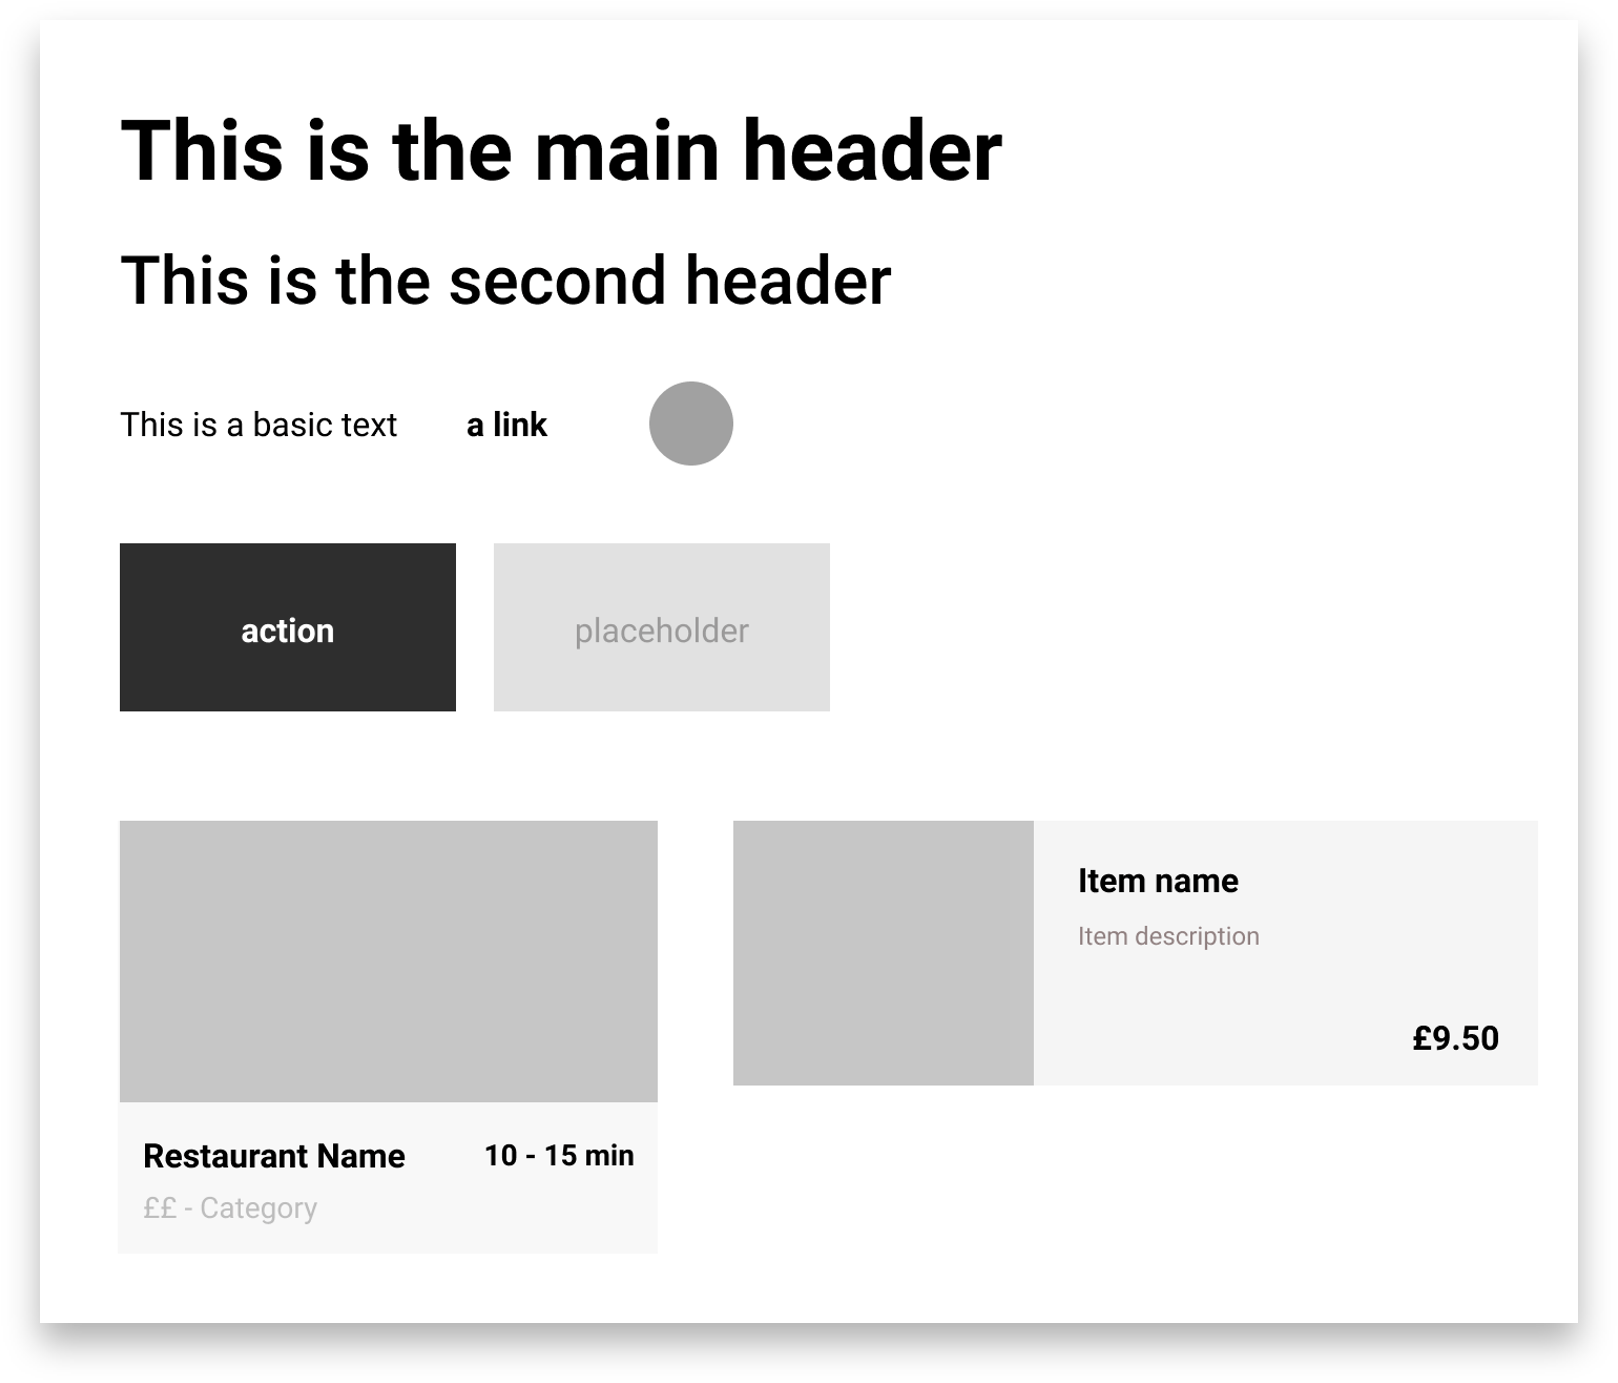 This is the main header
This is the second header
This is a basic text
a link
action
placeholder
Restaurant Name
10 - 15 min
££ - Category
Item name
Item description
£9.50